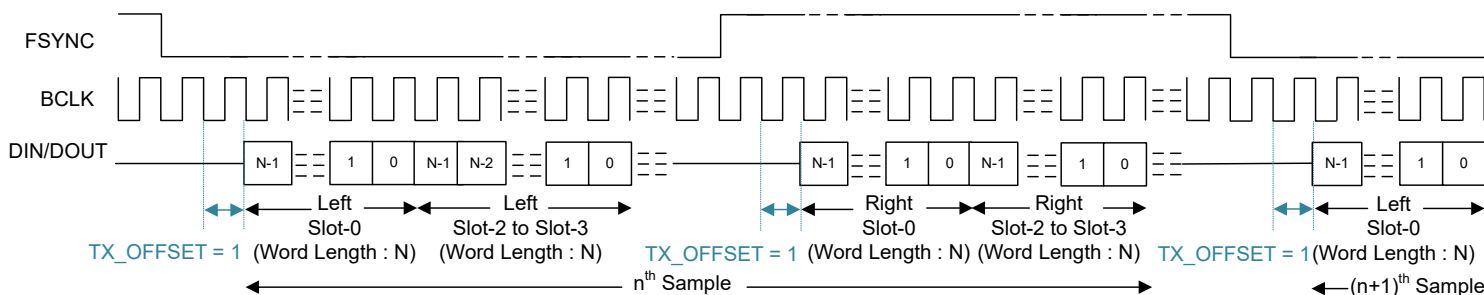 FSYNC
BCLK
DIN/DOUT
N-1 1 0 N-1 N-2 1 0 N-1 1 0 N-1 1 0 N-1 1 0
Left Left Right Right Left
Slot-0 Slot-2 to Slot-3 Slot-0 Slot-2 to Slot-3 Slot-0
TX_OFFSET = 1 (Word Length : N) (Word Length : N) TX_OFFSET = 1 (Word Length : N) (Word Length : N) TX_OFFSET = 1 (Word Length : N)
nth Sample (n+1)th Sample